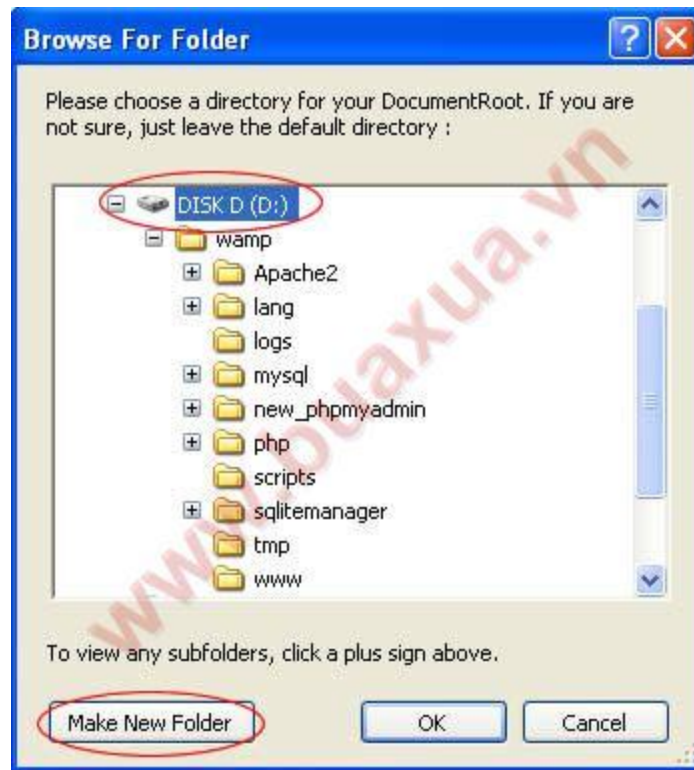 Browse For Folder
Please choose a directory for your DocumentRoot. If you are
not sure, just leave the default directory :
DISK D (D:)
wamp
Apache2
lang
logs
mysql
new_phpmyadmin
php
scripts
sqlitemanager
tmp
www
www.buaxua.vn
To view any subfolders, click a plus sign above.
Make New Folder
OK
Cancel